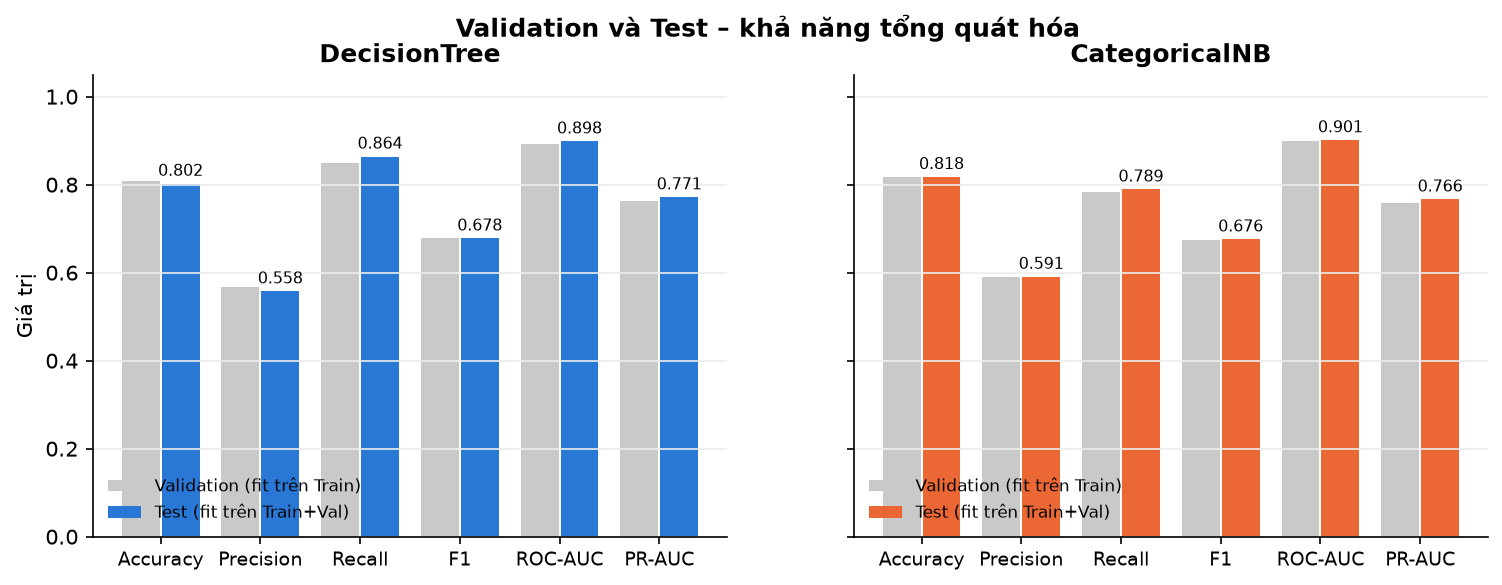 Validation và Test – khả năng tổng quát hóa
DecisionTree
Giá trị
1.0
0.8
0.6
0.4
0.2
0.0
0.802
0.558
0.864
0.678
0.898
0.771
Validation (fit trên Train)
Test (fit trên Train+Val)
Accuracy Precision Recall F1 ROC-AUC PR-AUC
CategoricalNB
0.818
0.591
0.789
0.676
0.901
0.766
Validation (fit trên Train)
Test (fit trên Train+Val)
Accuracy Precision Recall F1 ROC-AUC PR-AUC